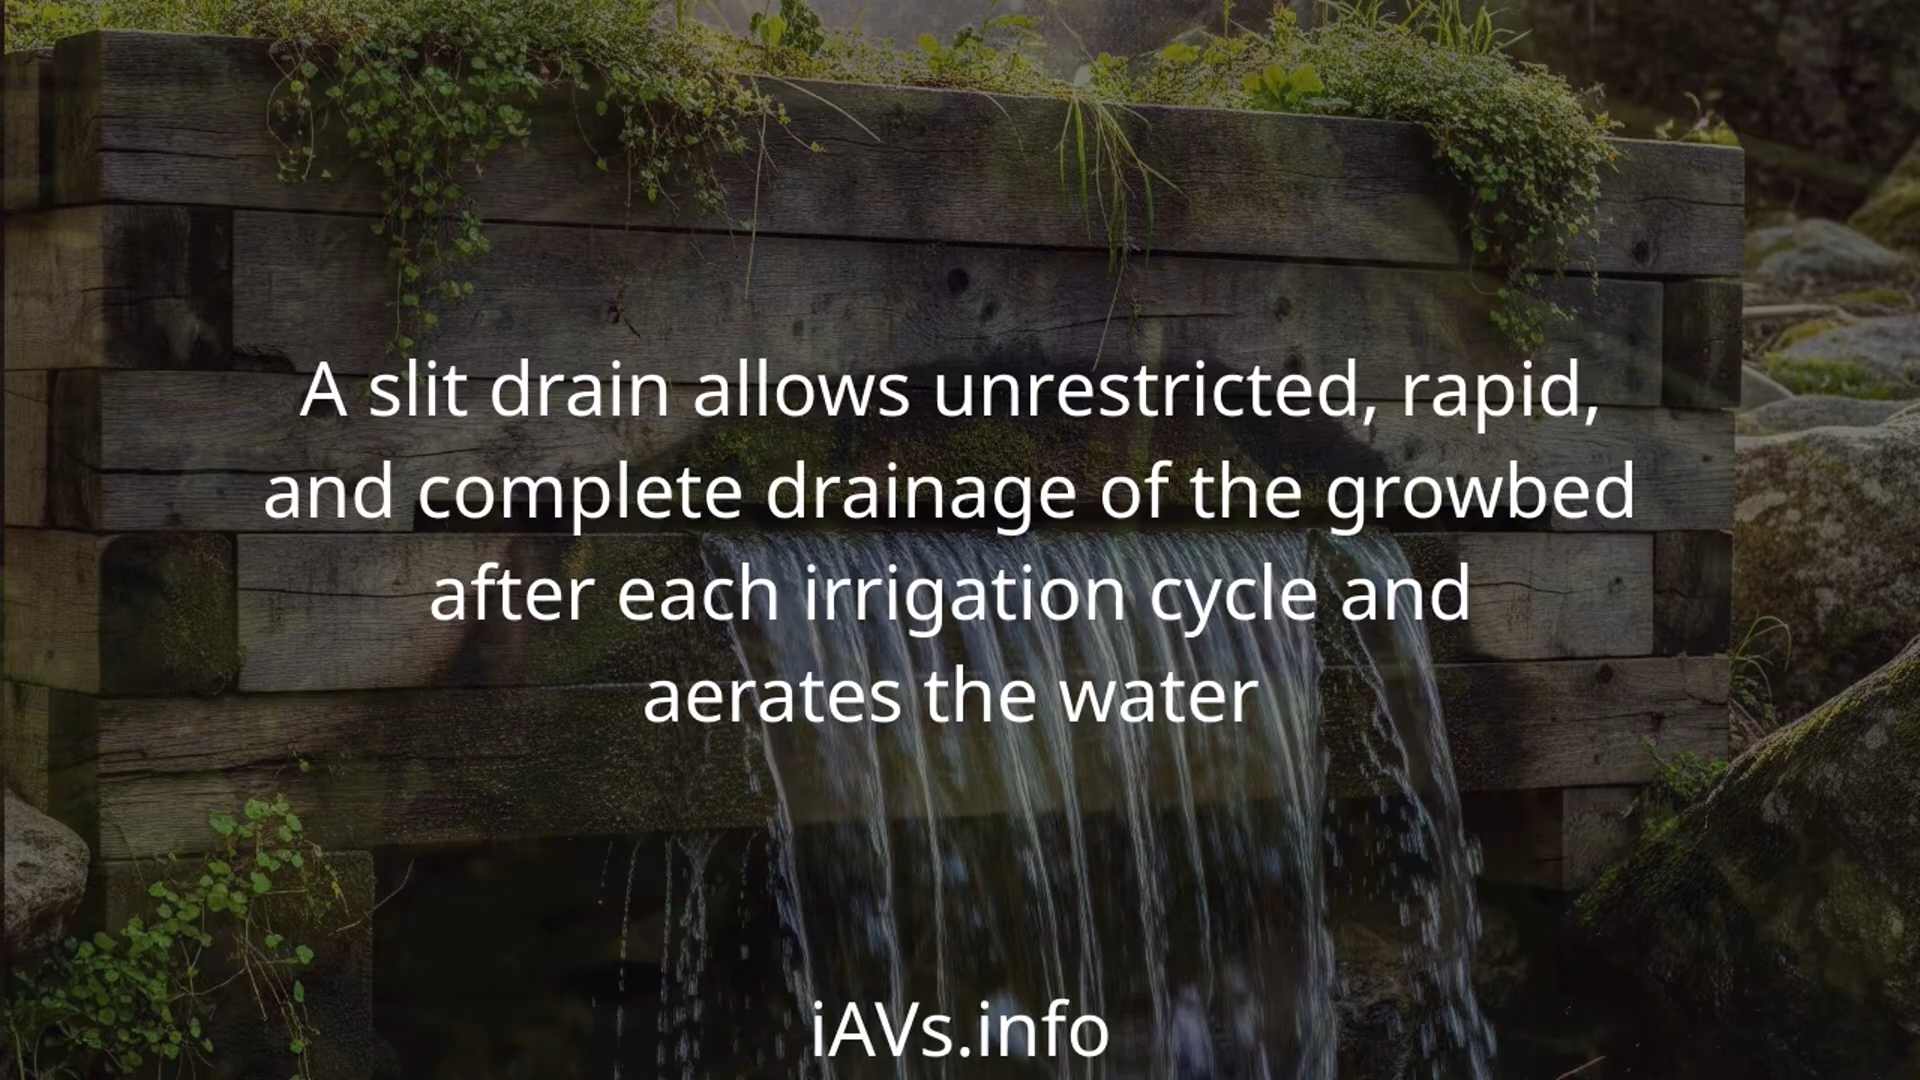 A slit drain allows unrestricted, rapid,
and complete drainage of the growbed
after each irrigation cycle and
aerates the water
iAVs.info